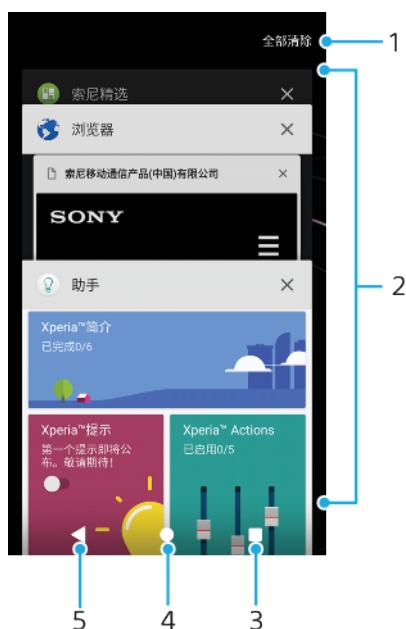 全部清除
1
索尼精选
浏览器
索尼移动通信产品(中国)有限公司
SONY
2
助手
Xperia™简介
已完成0/6
Xperia™提示
第一个提示即将公
布。敬请期待!
Xperia™ Actions
已启用0/5
5
4
3